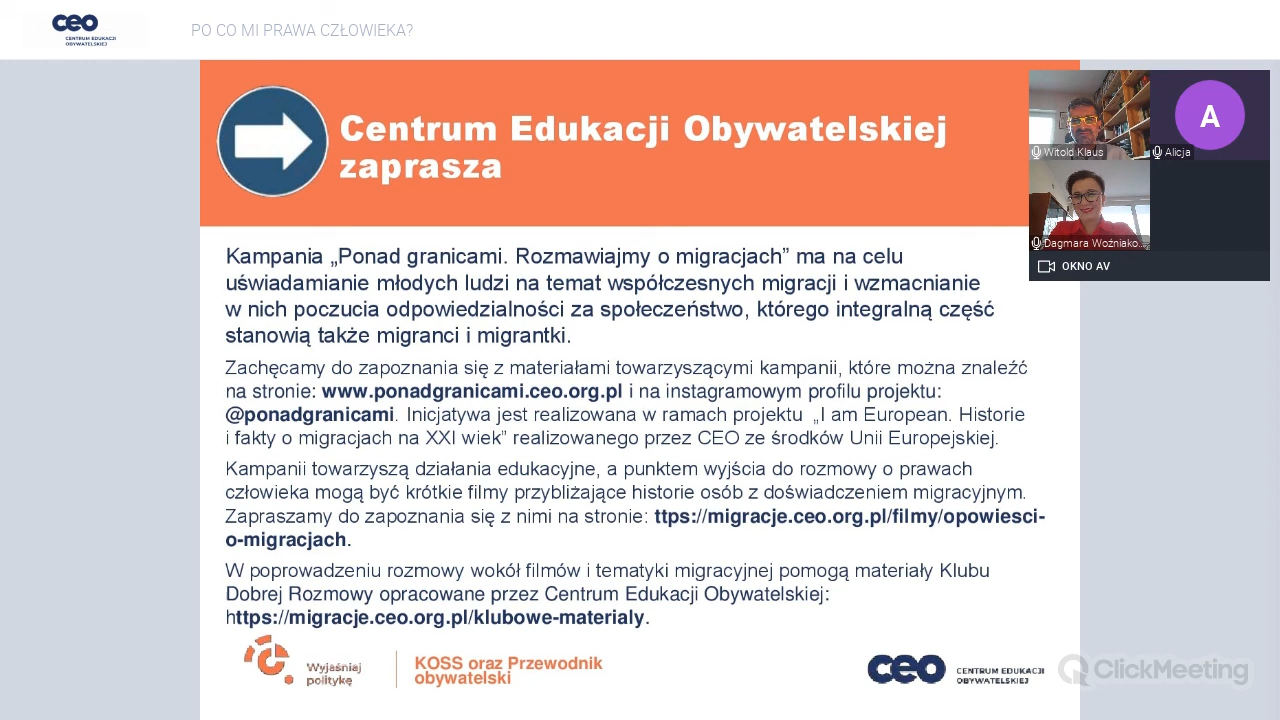 ceo
CENTRUM EDUKACJI
OBYWATELSKIEJ
PO CO MI PRAWA CZŁOWIEKA?
Centrum Edukacji Obywatelskiej
zaprasza
A
Witold Klaus
Alicja
Dagmara Woźniako...
OKNO AV
Kampania „Ponad granicami. Rozmawiajmy o migracjach” ma na celu
uświadamianie młodych ludzi na temat współczesnych migracji i wzmacnianie
w nich poczucia odpowiedzialności za społeczeństwo, którego integralną część
stanowią także migranci i migrantki.
Zachęcamy do zapoznania się z materiałami towarzyszącymi kampanii, które można znaleźć
na stronie: www.ponadgranicami.ceo.org.pl i na instagramowym profilu projektu:
@ponadgranicami. Inicjatywa jest realizowana w ramach projektu „I am European. Historie
i fakty o migracjach na XXI wiek” realizowanego przez CEO ze środków Unii Europejskiej.
Kampanii towarzyszą działania edukacyjne, a punktem wyjścia do rozmowy o prawach
człowieka mogą być krótkie filmy przybliżające historie osób z doświadczeniem migracyjnym.
Zapraszamy do zapoznania się z nimi na stronie: ttps://migracje.ceo.org.pl/filmy/opowiesci-
o-migracjach.
W poprowadzeniu rozmowy wokół filmów i tematyki migracyjnej pomogą materiały Klubu
Dobrej Rozmowy opracowane przez Centrum Edukacji Obywatelskiej:
https://migracje.ceo.org.pl/klubowe-materialy.
Wyjaśniaj
politykę
KOSS oraz Przewodnik
obywatelski
ceo
CENTRUM EDUKACJI
OBYWATELSKIEJ
ClickMeeting